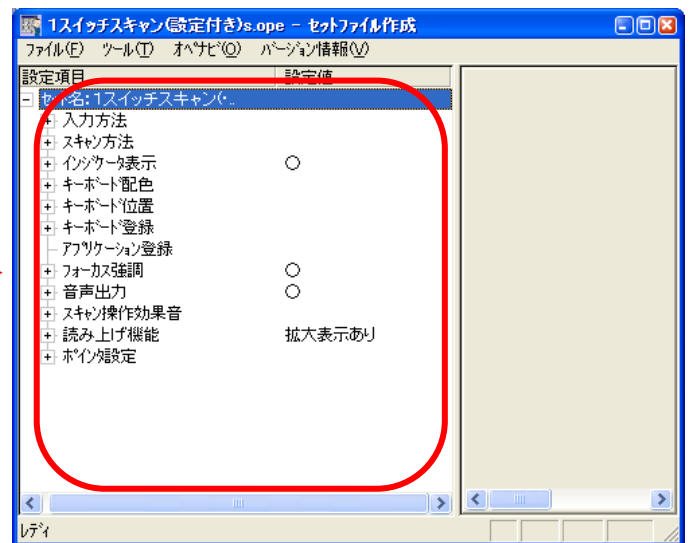 1スイッチスキャン(設定付き)s.ope - セットファイル作成
ファイル(F) ツール(T) オペナビ(O) バージョン情報(V)
設定項目 設定値
セット名: 1スイッチスキャン(・..
入力方法
スキャン方法
インジケータ表示 ○
キーボード配色
キーボード位置
キーボード登録
アプリケーション登録
フォーカス強調 ○
音声出力 ○
スキャン操作効果音
読み上げ機能 拡大表示あり
ポインタ設定
レディ